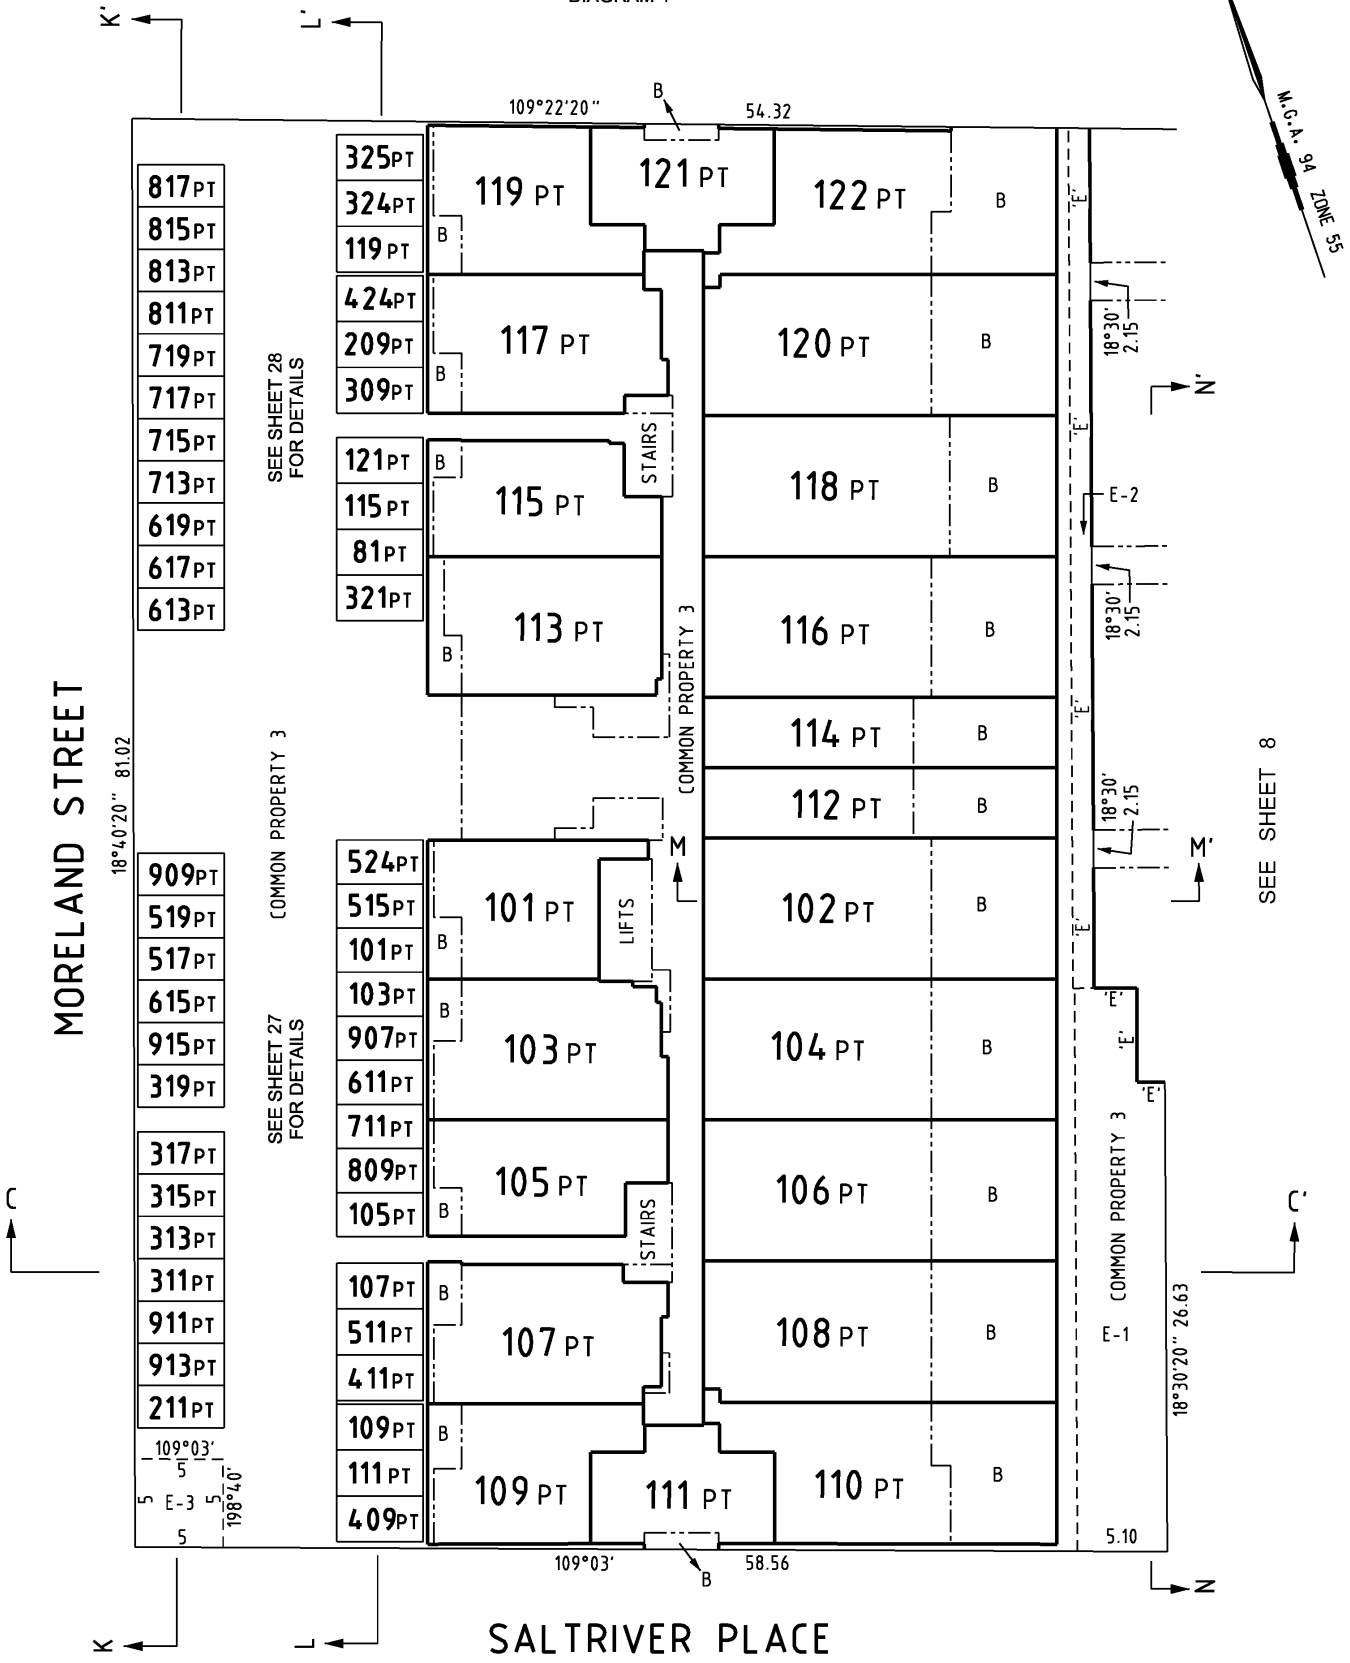 K'
L'
109°22'20"
B
54.32
M.G.A. 94 ZONE 55
817PT
815PT
813PT
811PT
719PT
717PT
715PT
713PT
619PT
617PT
613PT
SEE SHEET 28
FOR DETAILS
325PT
324PT
119 PT
424PT
209PT
309PT
121PT
115PT
81PT
321PT
119 PT
B
121 PT
122 PT
B
117 PT
B
120 PT
B
STAIRS
B
115 PT
118 PT
B
113 PT
B
116 PT
B
114 PT
B
112 PT
B
COMMON PROPERTY 3
'E'
18°30'
2.15
N'
'E'
E-2
18°30'
2.15
'E'
18°30'
2.15
M'
'E'
SEE SHEET 8
MORELAND STREET
18°40'20" 81.02
COMMON PROPERTY 3
909PT
519PT
517PT
615PT
915PT
319PT
317PT
315PT
313PT
311PT
911PT
913PT
211PT
SEE SHEET 27
FOR DETAILS
524PT
515PT
101PT
103PT
907PT
611PT
711PT
809PT
105PT
107PT
511PT
411PT
109PT
111PT
409PT
101 PT
B
LIFTS
M
102 PT
B
B
103 PT
104 PT
B
105 PT
B
STAIRS
106 PT
B
B
107 PT
108 PT
B
B
109 PT
111 PT
110 PT
B
'E'
'E'
'E'
COMMON PROPERTY 3
E-1
18°30'20" 26.63
C
C'
109°03'
5
5
E-3
5
5
198°40'
109°03'
B
58.56
5.10
N
K
L
SALTRIVER PLACE